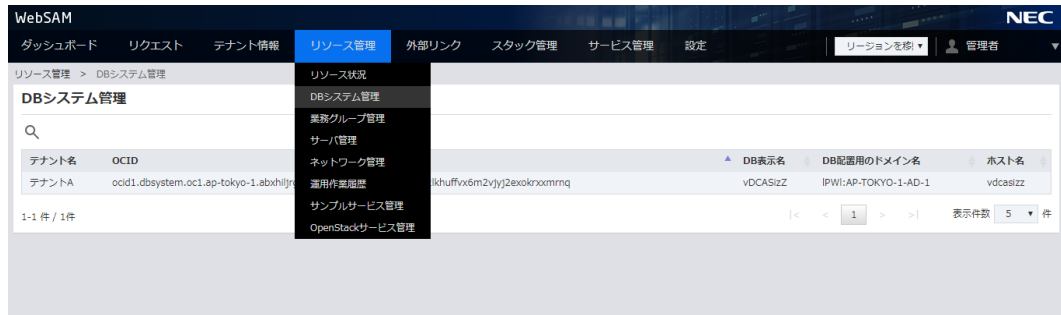 WebSAM
NEC
ダッシュボード リクエスト テナント情報 リソース管理 外部リンク スタック管理 サービス管理 設定 リージョンを移 管理者
リソース管理 > DBシステム管理
DBシステム管理
リソース状況
DBシステム管理
業務グループ管理
サーバ管理
ネットワーク管理
運用作業履歴
サンプルサービス管理
OpenStackサービス管理
テナント名 OCID DB表示名 DB配置用のドメイン名 ホスト名
テナントA vDCASizZ lPWl:AP-TOKYO-1-AD-1 vdcasizz
1-1 件 / 1件 |< < 1 > >| 表示件数 5 件